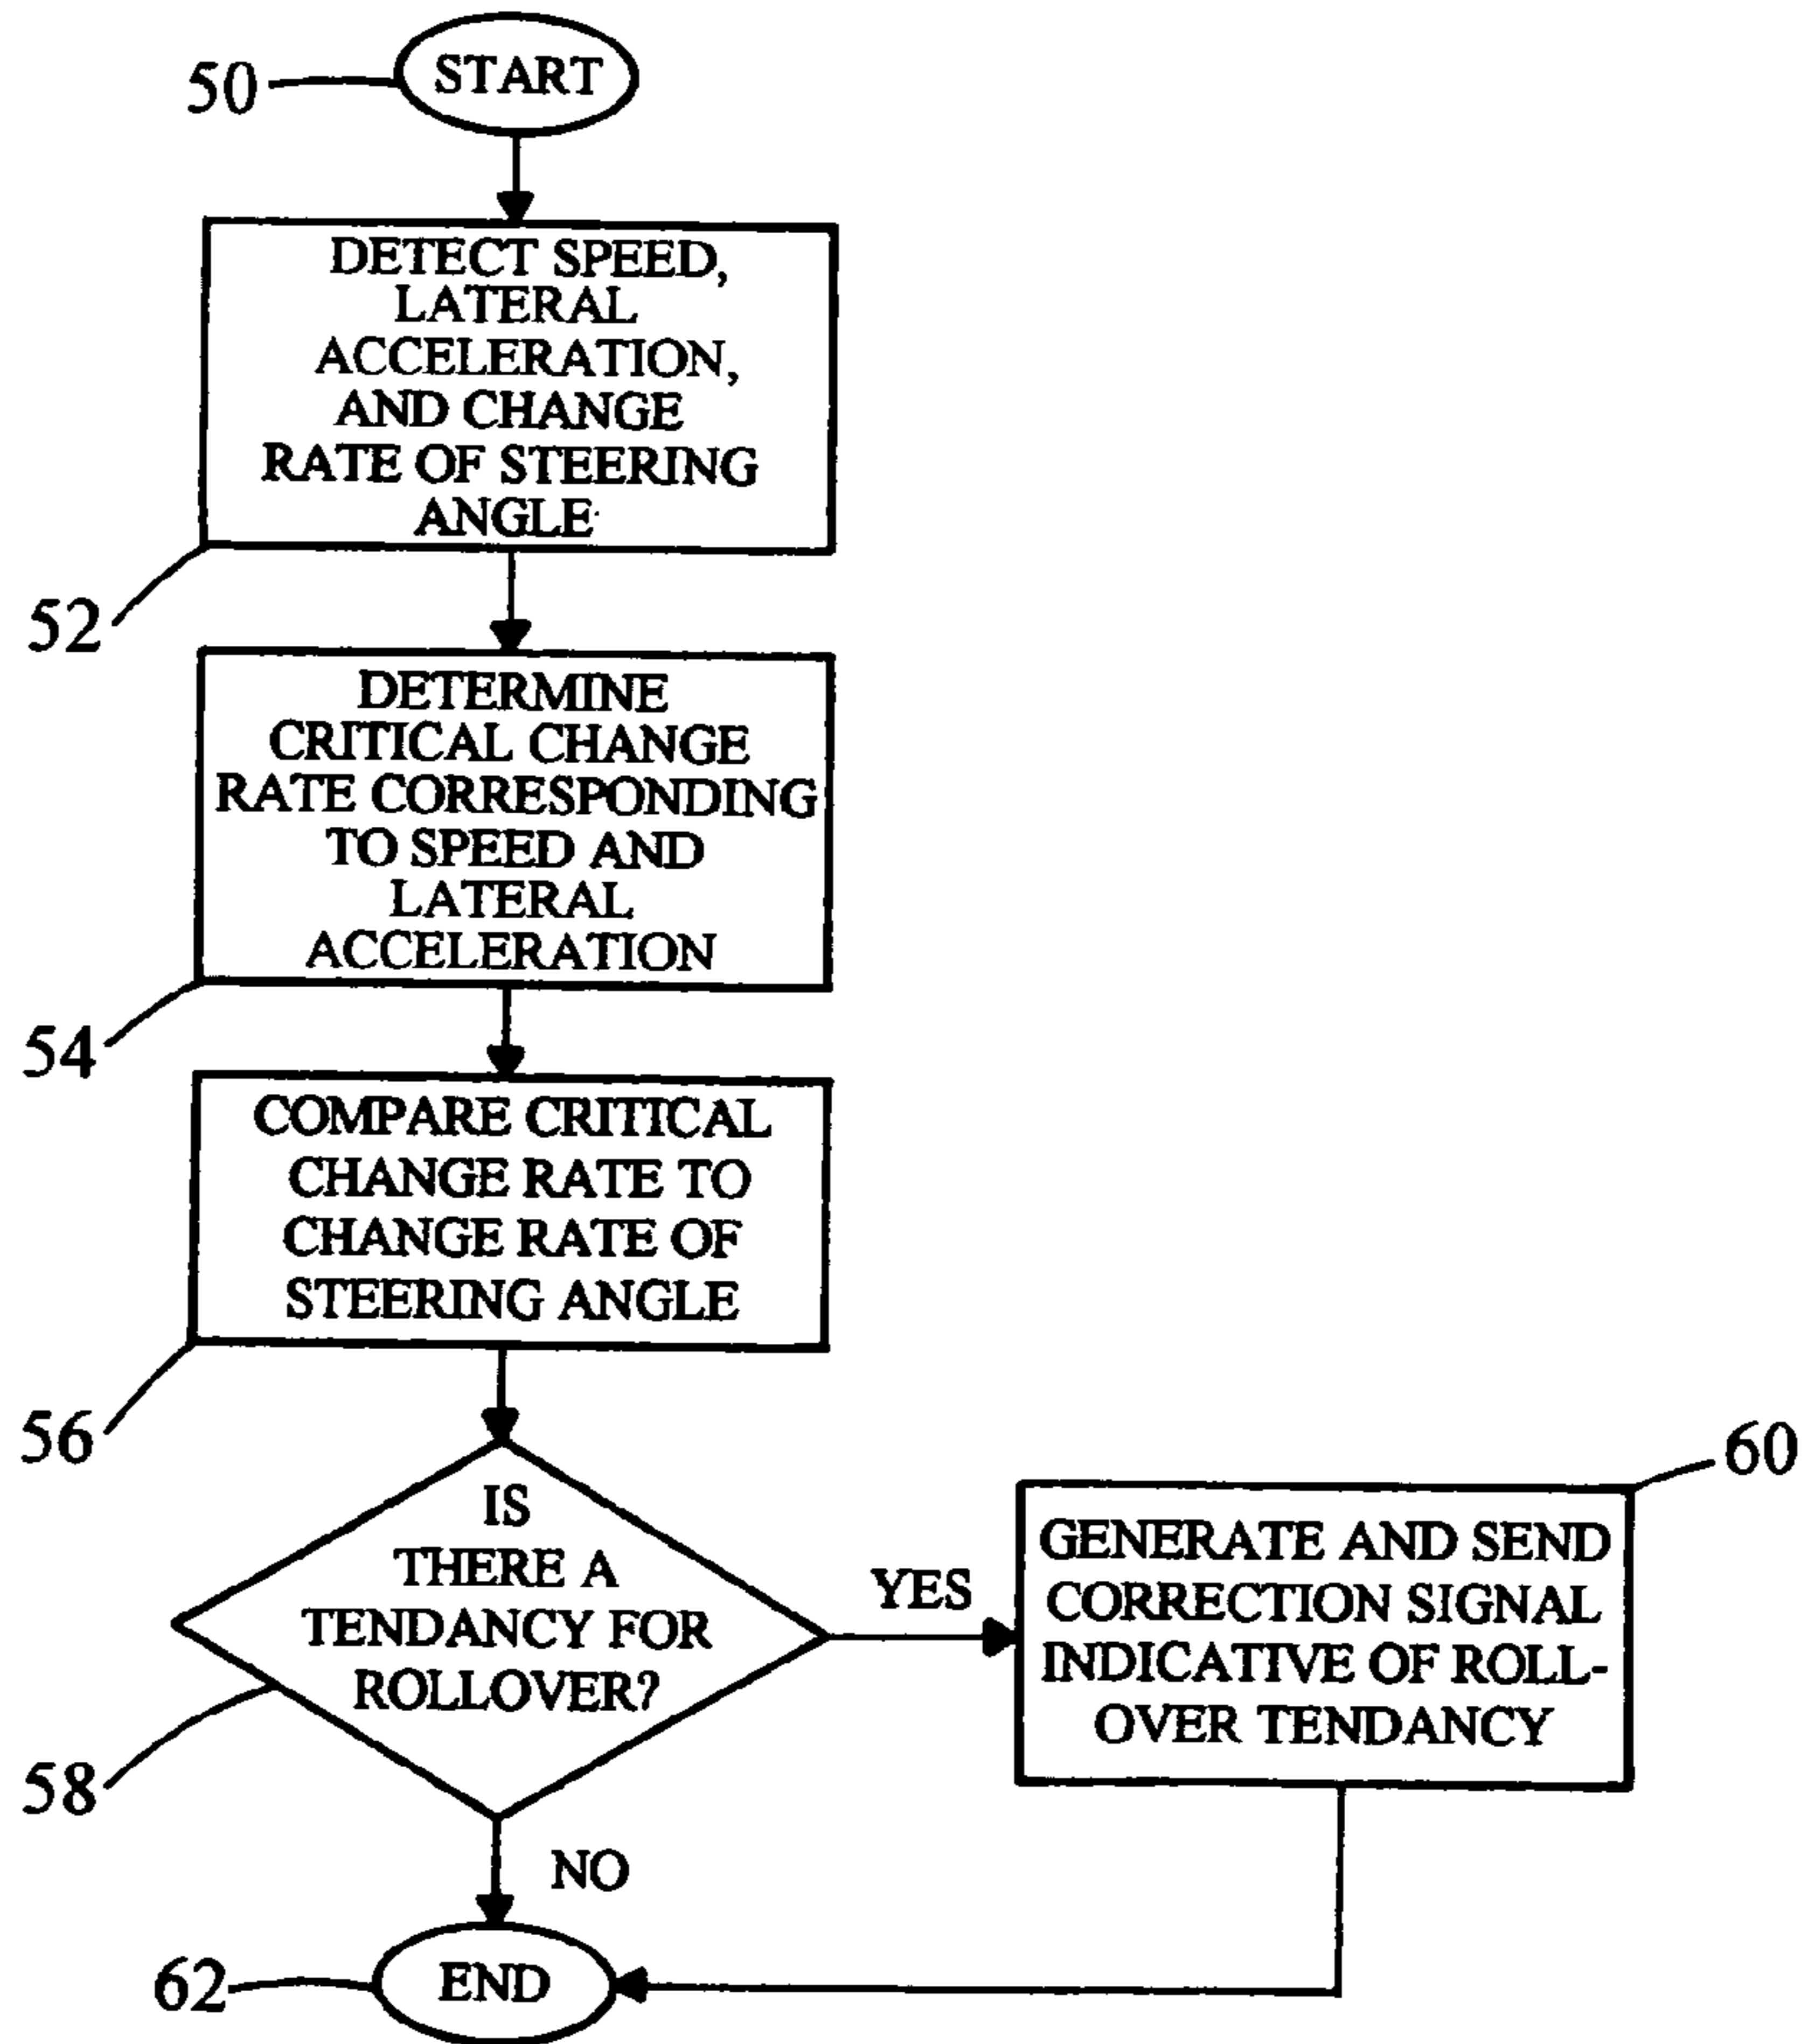 50
START
DETECT SPEED,
LATERAL
ACCELERATION,
AND CHANGE
RATE OF STEERING
ANGLE
52
DETERMINE
CRITICAL CHANGE
RATE CORRESPONDING
TO SPEED AND
LATERAL
ACCELERATION
54
COMPARE CRITICAL
CHANGE RATE TO
CHANGE RATE OF
STEERING ANGLE
56
IS
THERE A
TENDANCY FOR
ROLLOVER?
58
YES
60
GENERATE AND SEND
CORRECTION SIGNAL
INDICATIVE OF ROLL-
OVER TENDANCY
NO
62
END